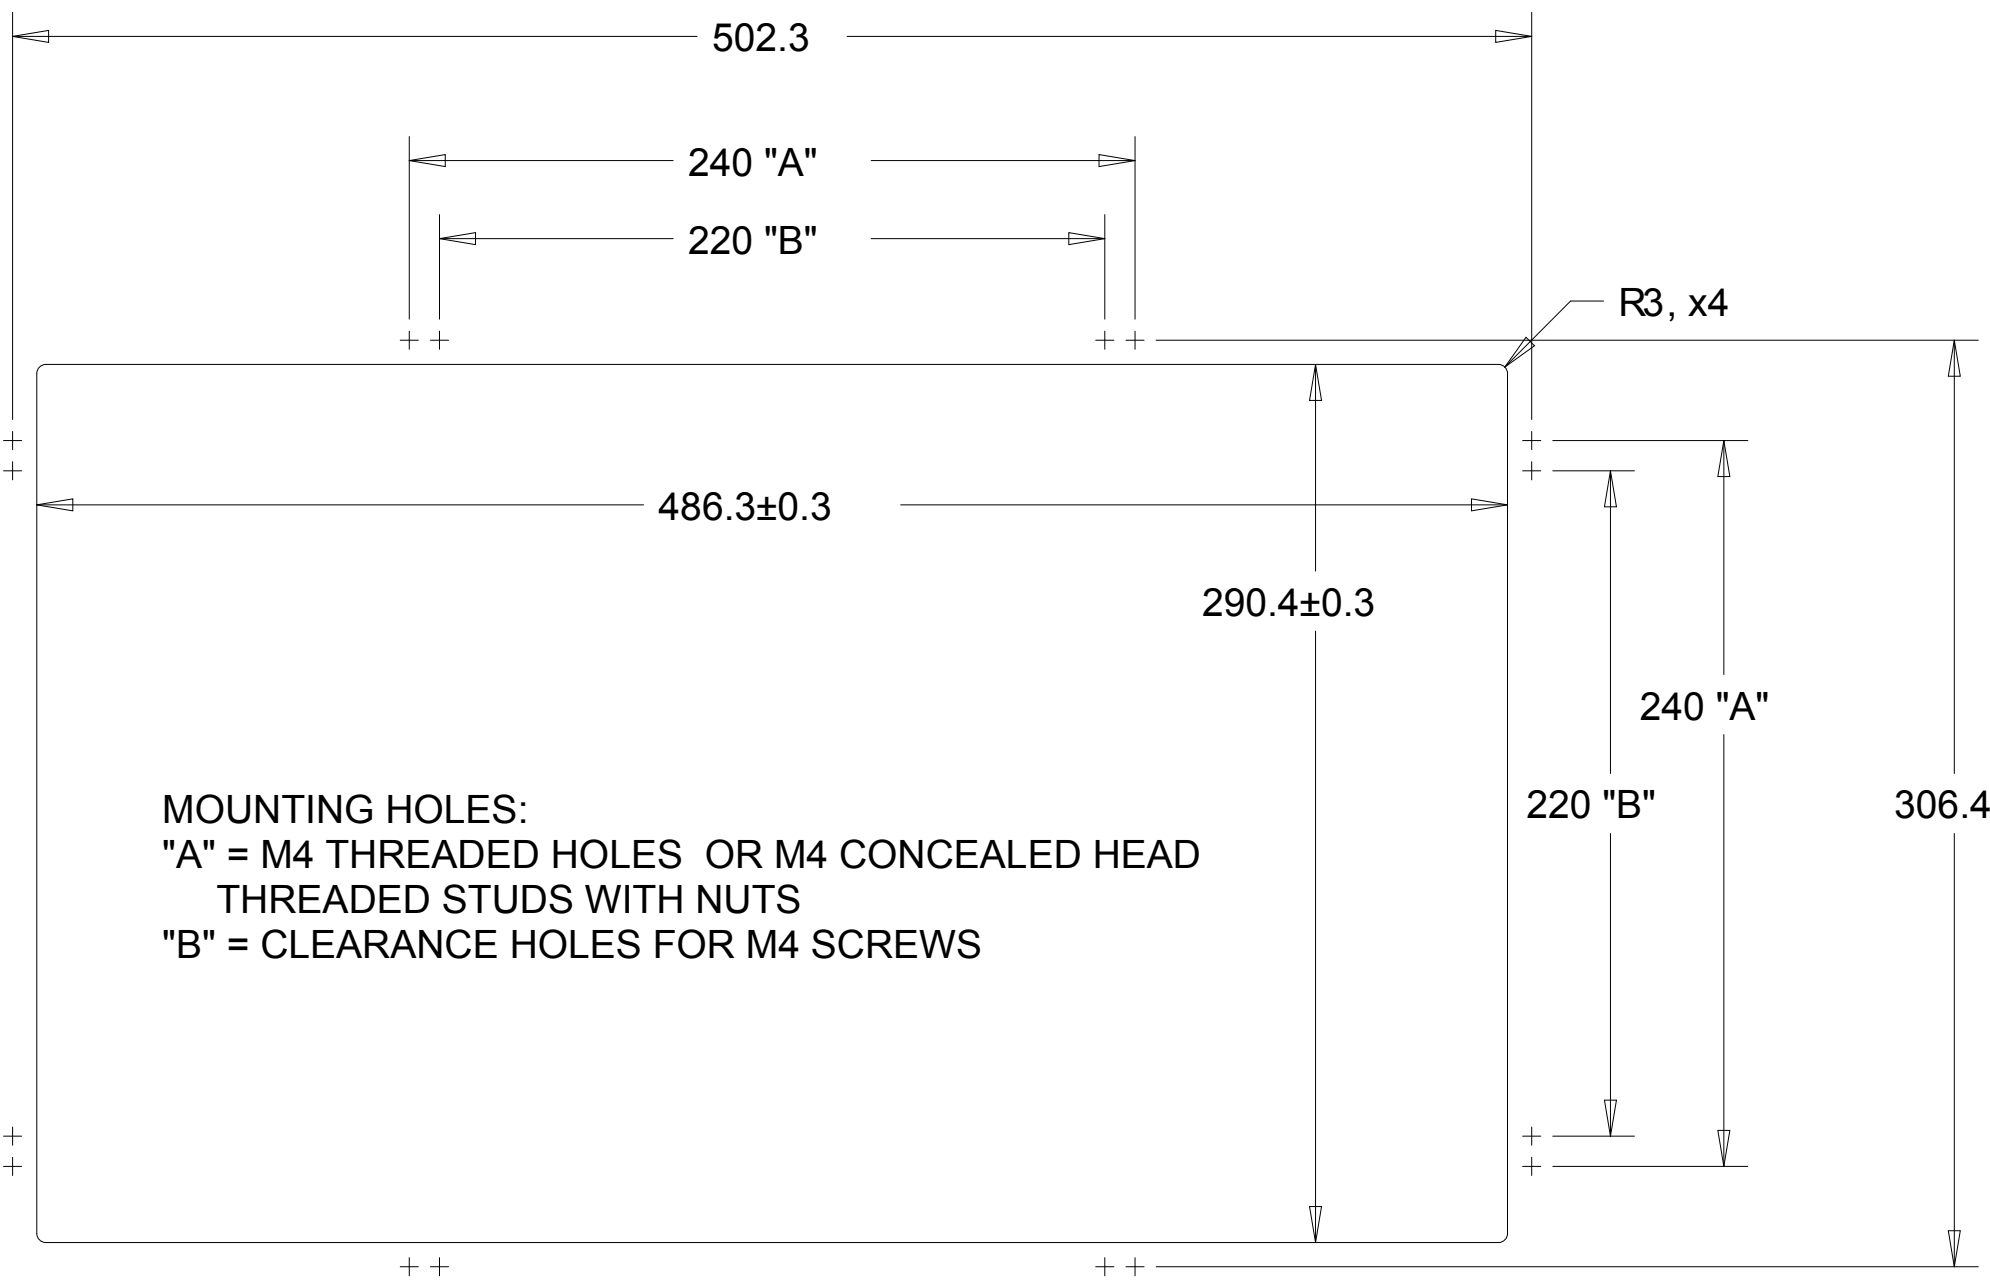 502.3
240 "A"
220 "B"
R3, x4
486.3±0.3
290.4±0.3
240 "A"
220 "B"
306.4
MOUNTING HOLES:
"A" = M4 THREADED HOLES  OR M4 CONCEALED HEAD
THREADED STUDS WITH NUTS
"B" = CLEARANCE HOLES FOR M4 SCREWS